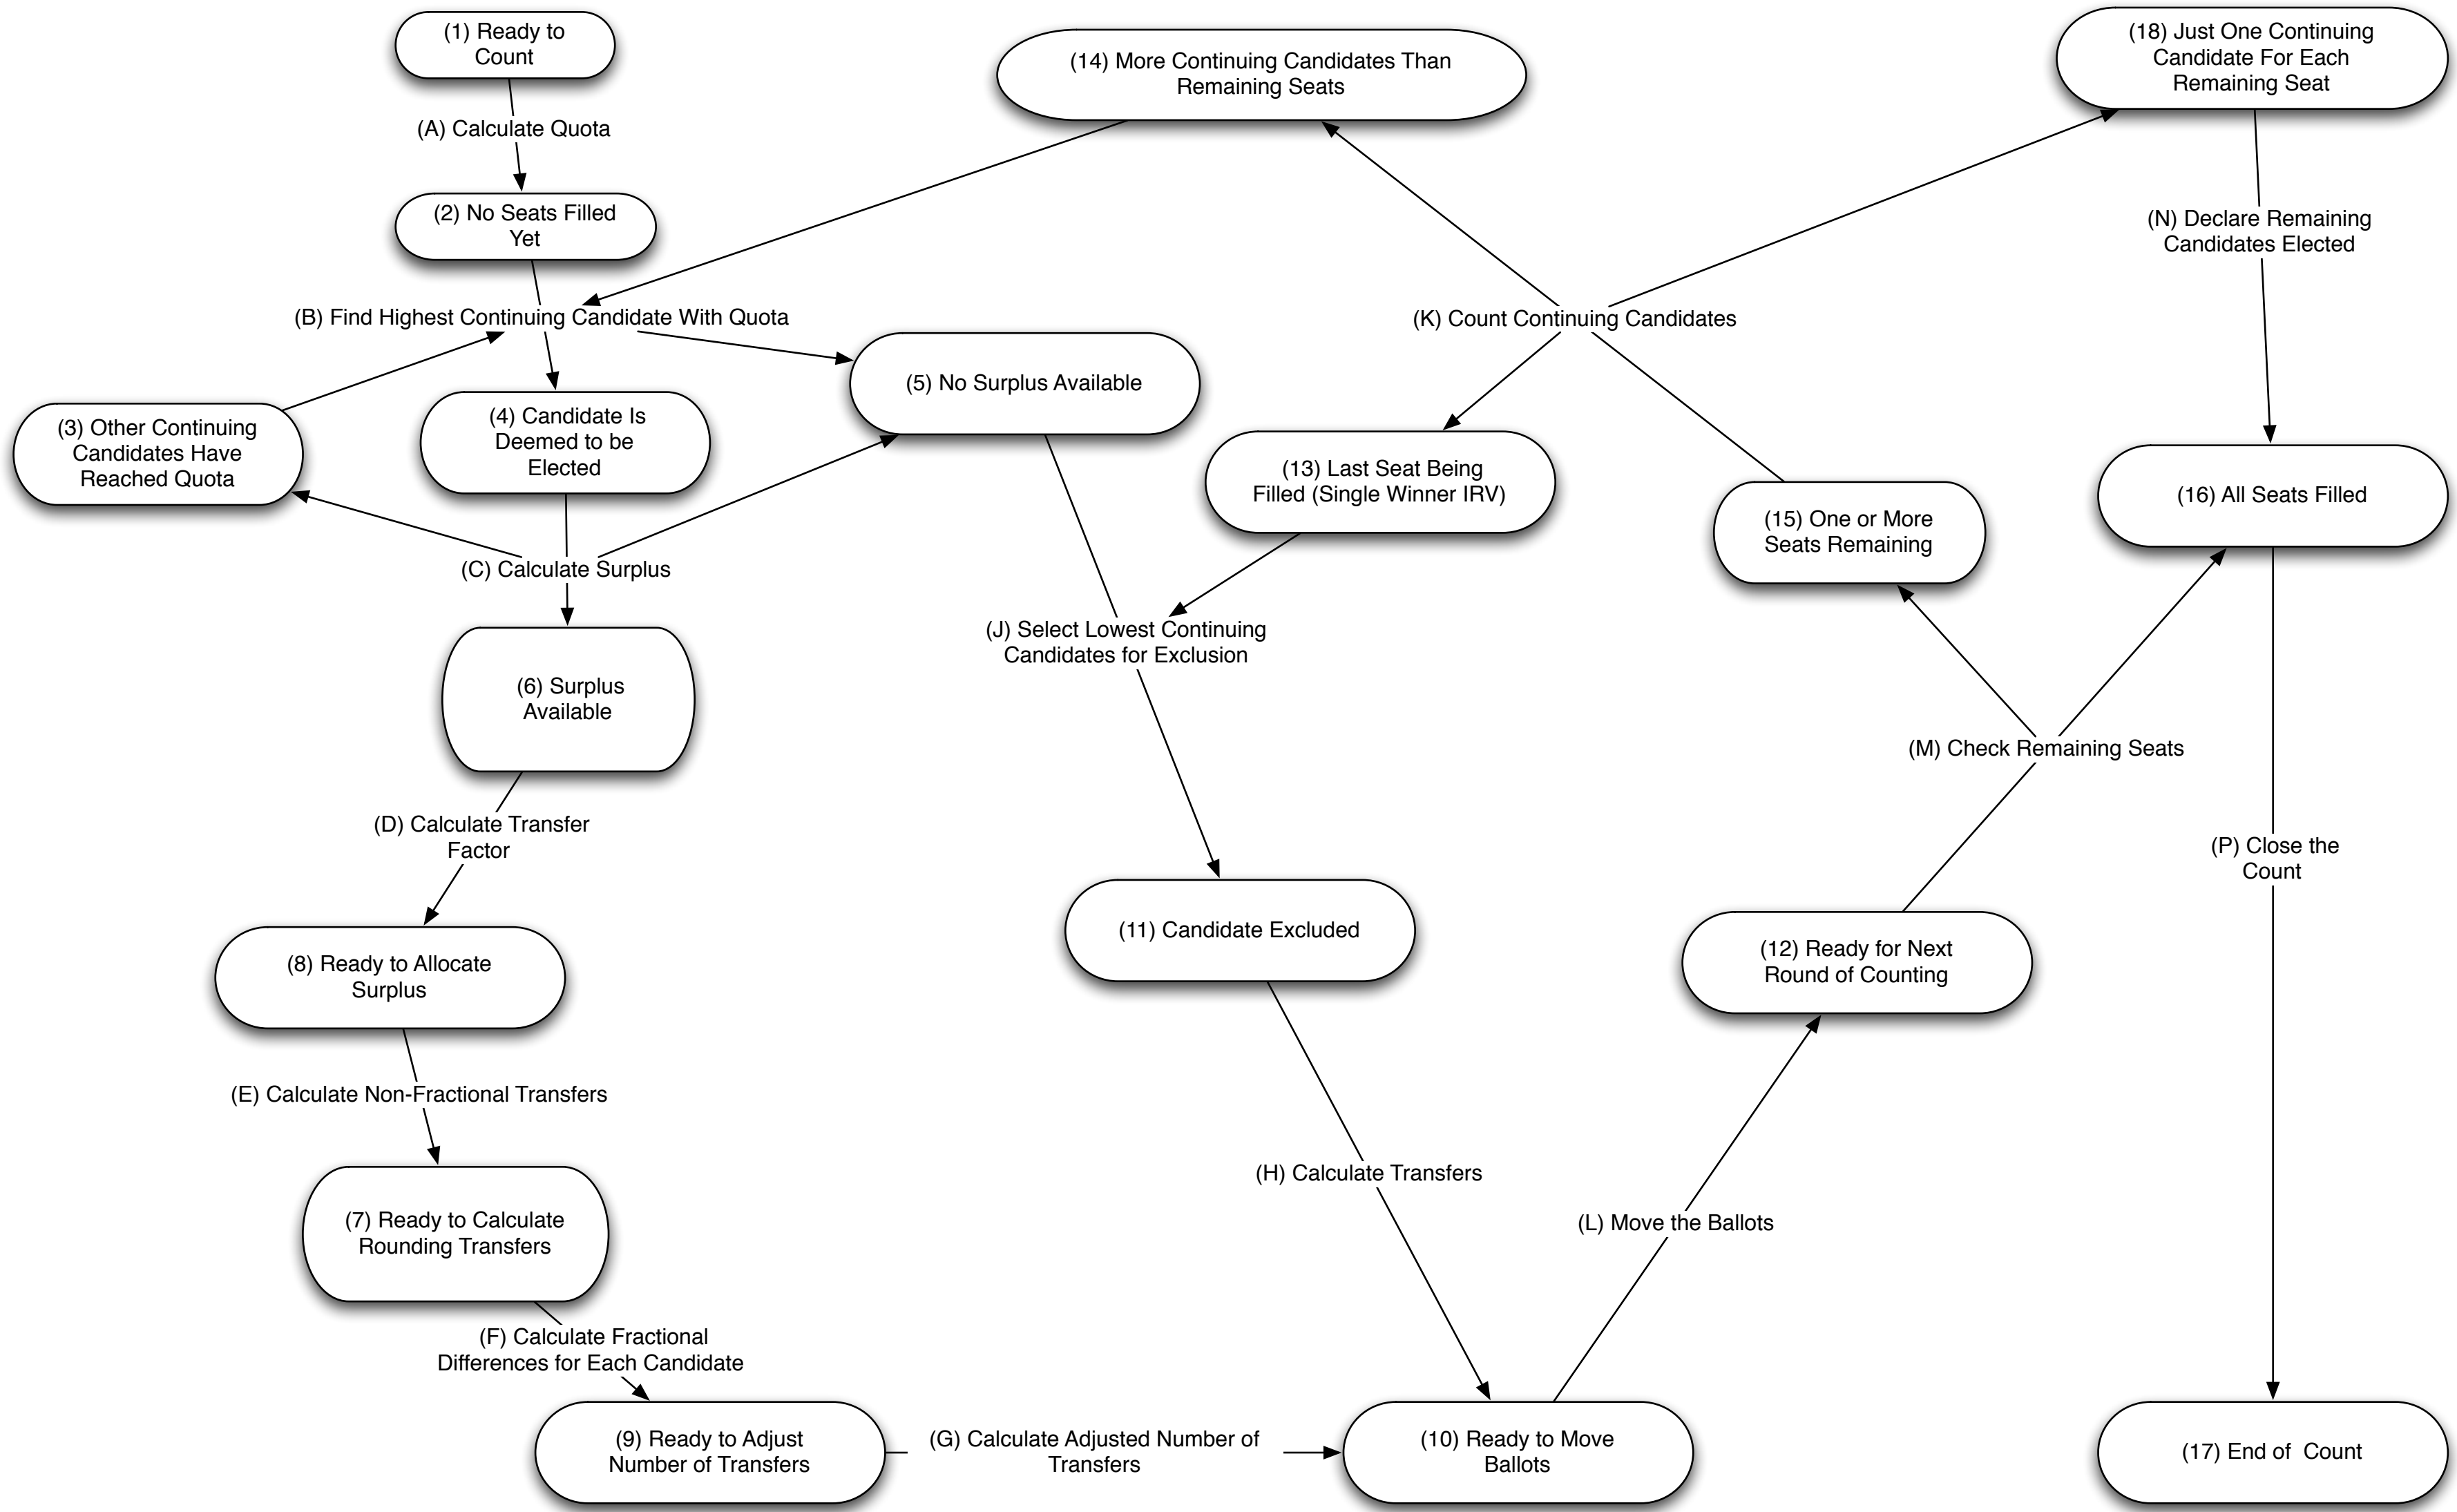 (1) Ready to
Count
(14) More Continuing Candidates Than
Remaining Seats
(18) Just One Continuing
Candidate For Each
Remaining Seat
(A) Calculate Quota
(2) No Seats Filled
Yet
(N) Declare Remaining
Candidates Elected
(B) Find Highest Continuing Candidate With Quota
(K) Count Continuing Candidates
(5) No Surplus Available
(3) Other Continuing
Candidates Have
Reached Quota
(4) Candidate Is
Deemed to be
Elected
(13) Last Seat Being
Filled (Single Winner IRV)
(15) One or More
Seats Remaining
(16) All Seats Filled
(C) Calculate Surplus
(J) Select Lowest Continuing
Candidates for Exclusion
(6) Surplus
Available
(M) Check Remaining Seats
(D) Calculate Transfer
Factor
(P) Close the
Count
(11) Candidate Excluded
(12) Ready for Next
Round of Counting
(8) Ready to Allocate
Surplus
(E) Calculate Non-Fractional Transfers
(H) Calculate Transfers
(L) Move the Ballots
(7) Ready to Calculate
Rounding Transfers
(F) Calculate Fractional
Differences for Each Candidate
(9) Ready to Adjust
Number of Transfers
(G) Calculate Adjusted Number of
Transfers
(10) Ready to Move
Ballots
(17) End of  Count